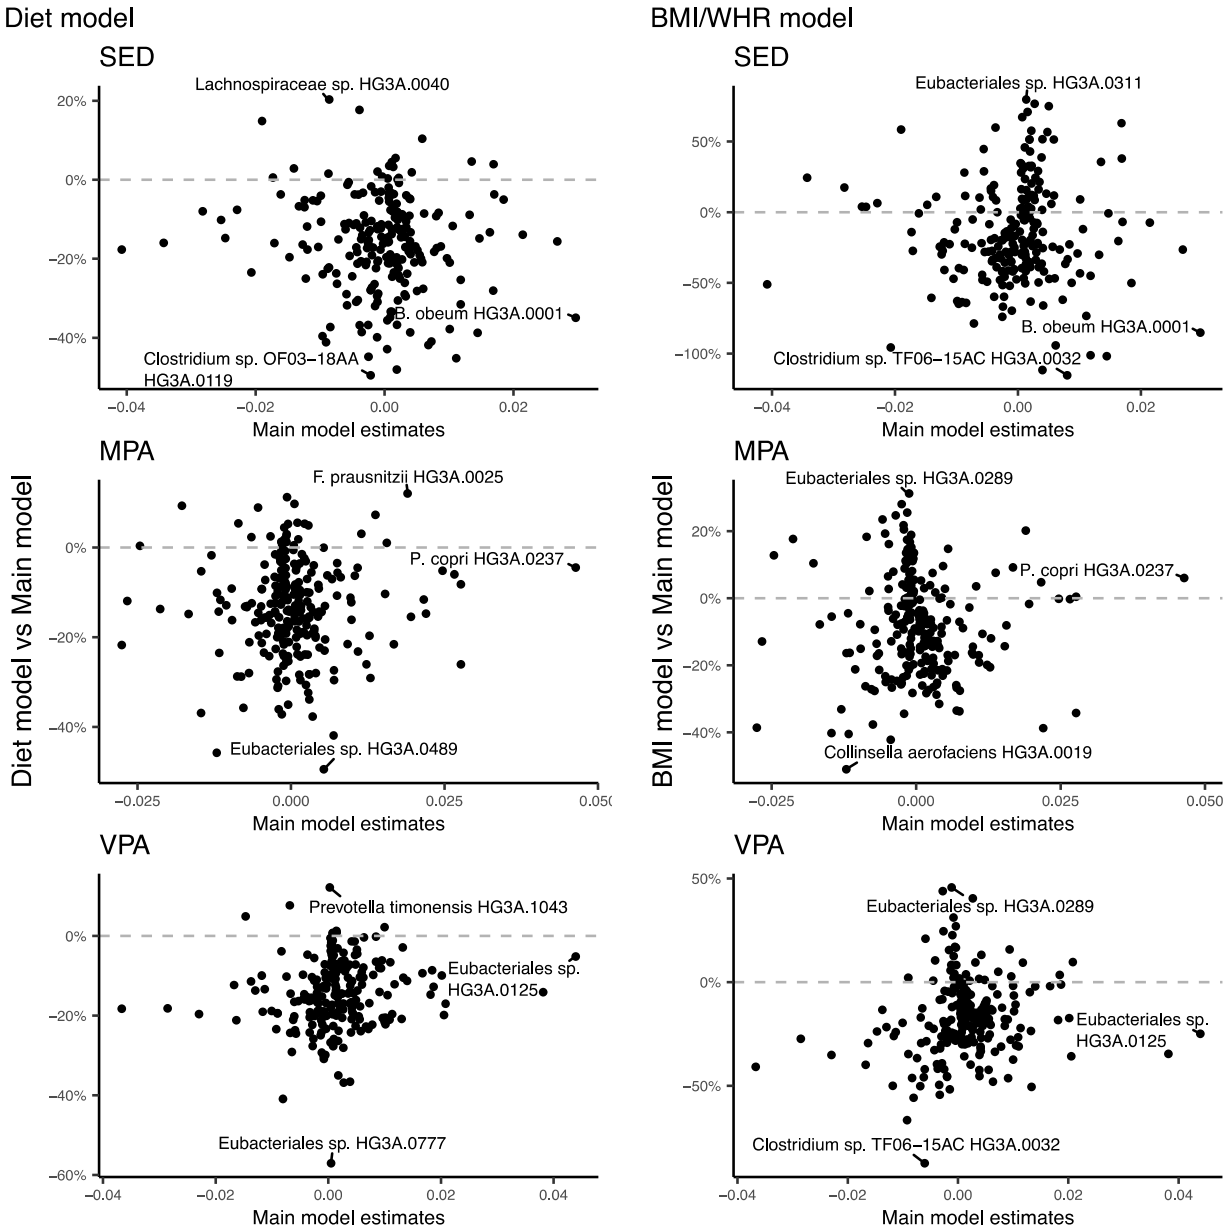 Diet model
BMI/WHR model
SED
Lachnospiraceae sp. HG3A.0040
20%
0%
−20%
−40%
B. obeum HG3A.0001
Clostridium sp. OF03−18AA
HG3A.0119
−0.04
−0.02
0.00
0.02
Main model estimates
SED
Eubacteriales sp. HG3A.0311
50%
0%
−50%
−100%
B. obeum HG3A.0001
Clostridium sp. TF06−15AC HG3A.0032
−0.04
−0.02
0.00
0.02
Main model estimates
Diet model vs Main model
MPA
F. prausnitzii HG3A.0025
0%
−20%
−40%
P. copri HG3A.0237
Eubacteriales sp. HG3A.0489
−0.025
0.000
0.025
0.050
Main model estimates
BMI model vs Main model
MPA
Eubacteriales sp. HG3A.0289
20%
0%
−20%
−40%
P. copri HG3A.0237
Collinsella aerofaciens HG3A.0019
−0.025
0.000
0.025
0.050
Main model estimates
VPA
Prevotella timonensis HG3A.1043
0%
−20%
−40%
−60%
Eubacteriales sp.
HG3A.0125
Eubacteriales sp. HG3A.0777
−0.04
−0.02
0.00
0.02
0.04
Main model estimates
VPA
50%
0%
−50%
Eubacteriales sp. HG3A.0289
Eubacteriales sp.
HG3A.0125
Clostridium sp. TF06−15AC HG3A.0032
−0.04
−0.02
0.00
0.02
0.04
Main model estimates